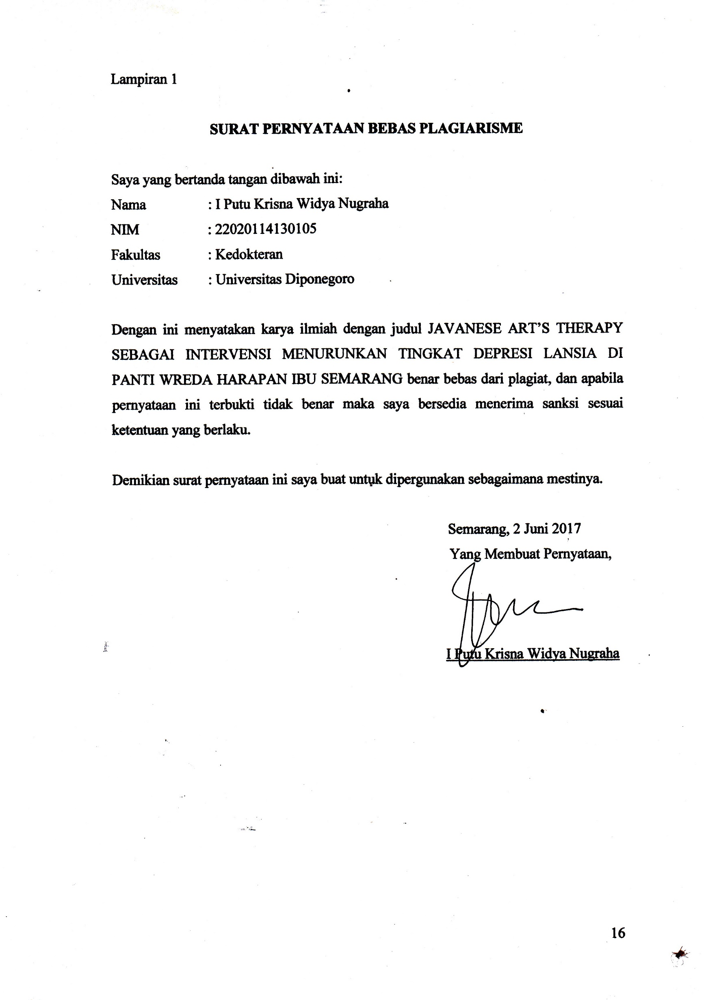 Lampiran 1
SURAT PERNYATAAN BEBAS PLAGIARISME
Saya yang bertanda tangan dibawah ini:
Nama : I Putu Krisna Widya Nugraha
NIM : 22020114130105
Fakultas : Kedokteran
Universitas : Universitas Diponegoro
Dengan ini menyatakan karya ilmiah dengan judul JAVANESE ART'S THERAPY
SEBAGAI INTERVENSI MENURUNKAN TINGKAT DEPRESI LANSIA DI
PANTI WREDA HARAPAN IBU SEMARANG benar bebas dari plagiat, dan apabila
pernyataan ini terbukti tidak benar maka saya bersedia menerima sanksi sesuai
ketentuan yang berlaku.
Demikian surat pernyataan ini saya buat untuk dipergunakan sebagaimana mestinya.
Semarang, 2 Juni 2017
Yang Membuat Pernyataan,
I Putu Krisna Widya Nugraha
16